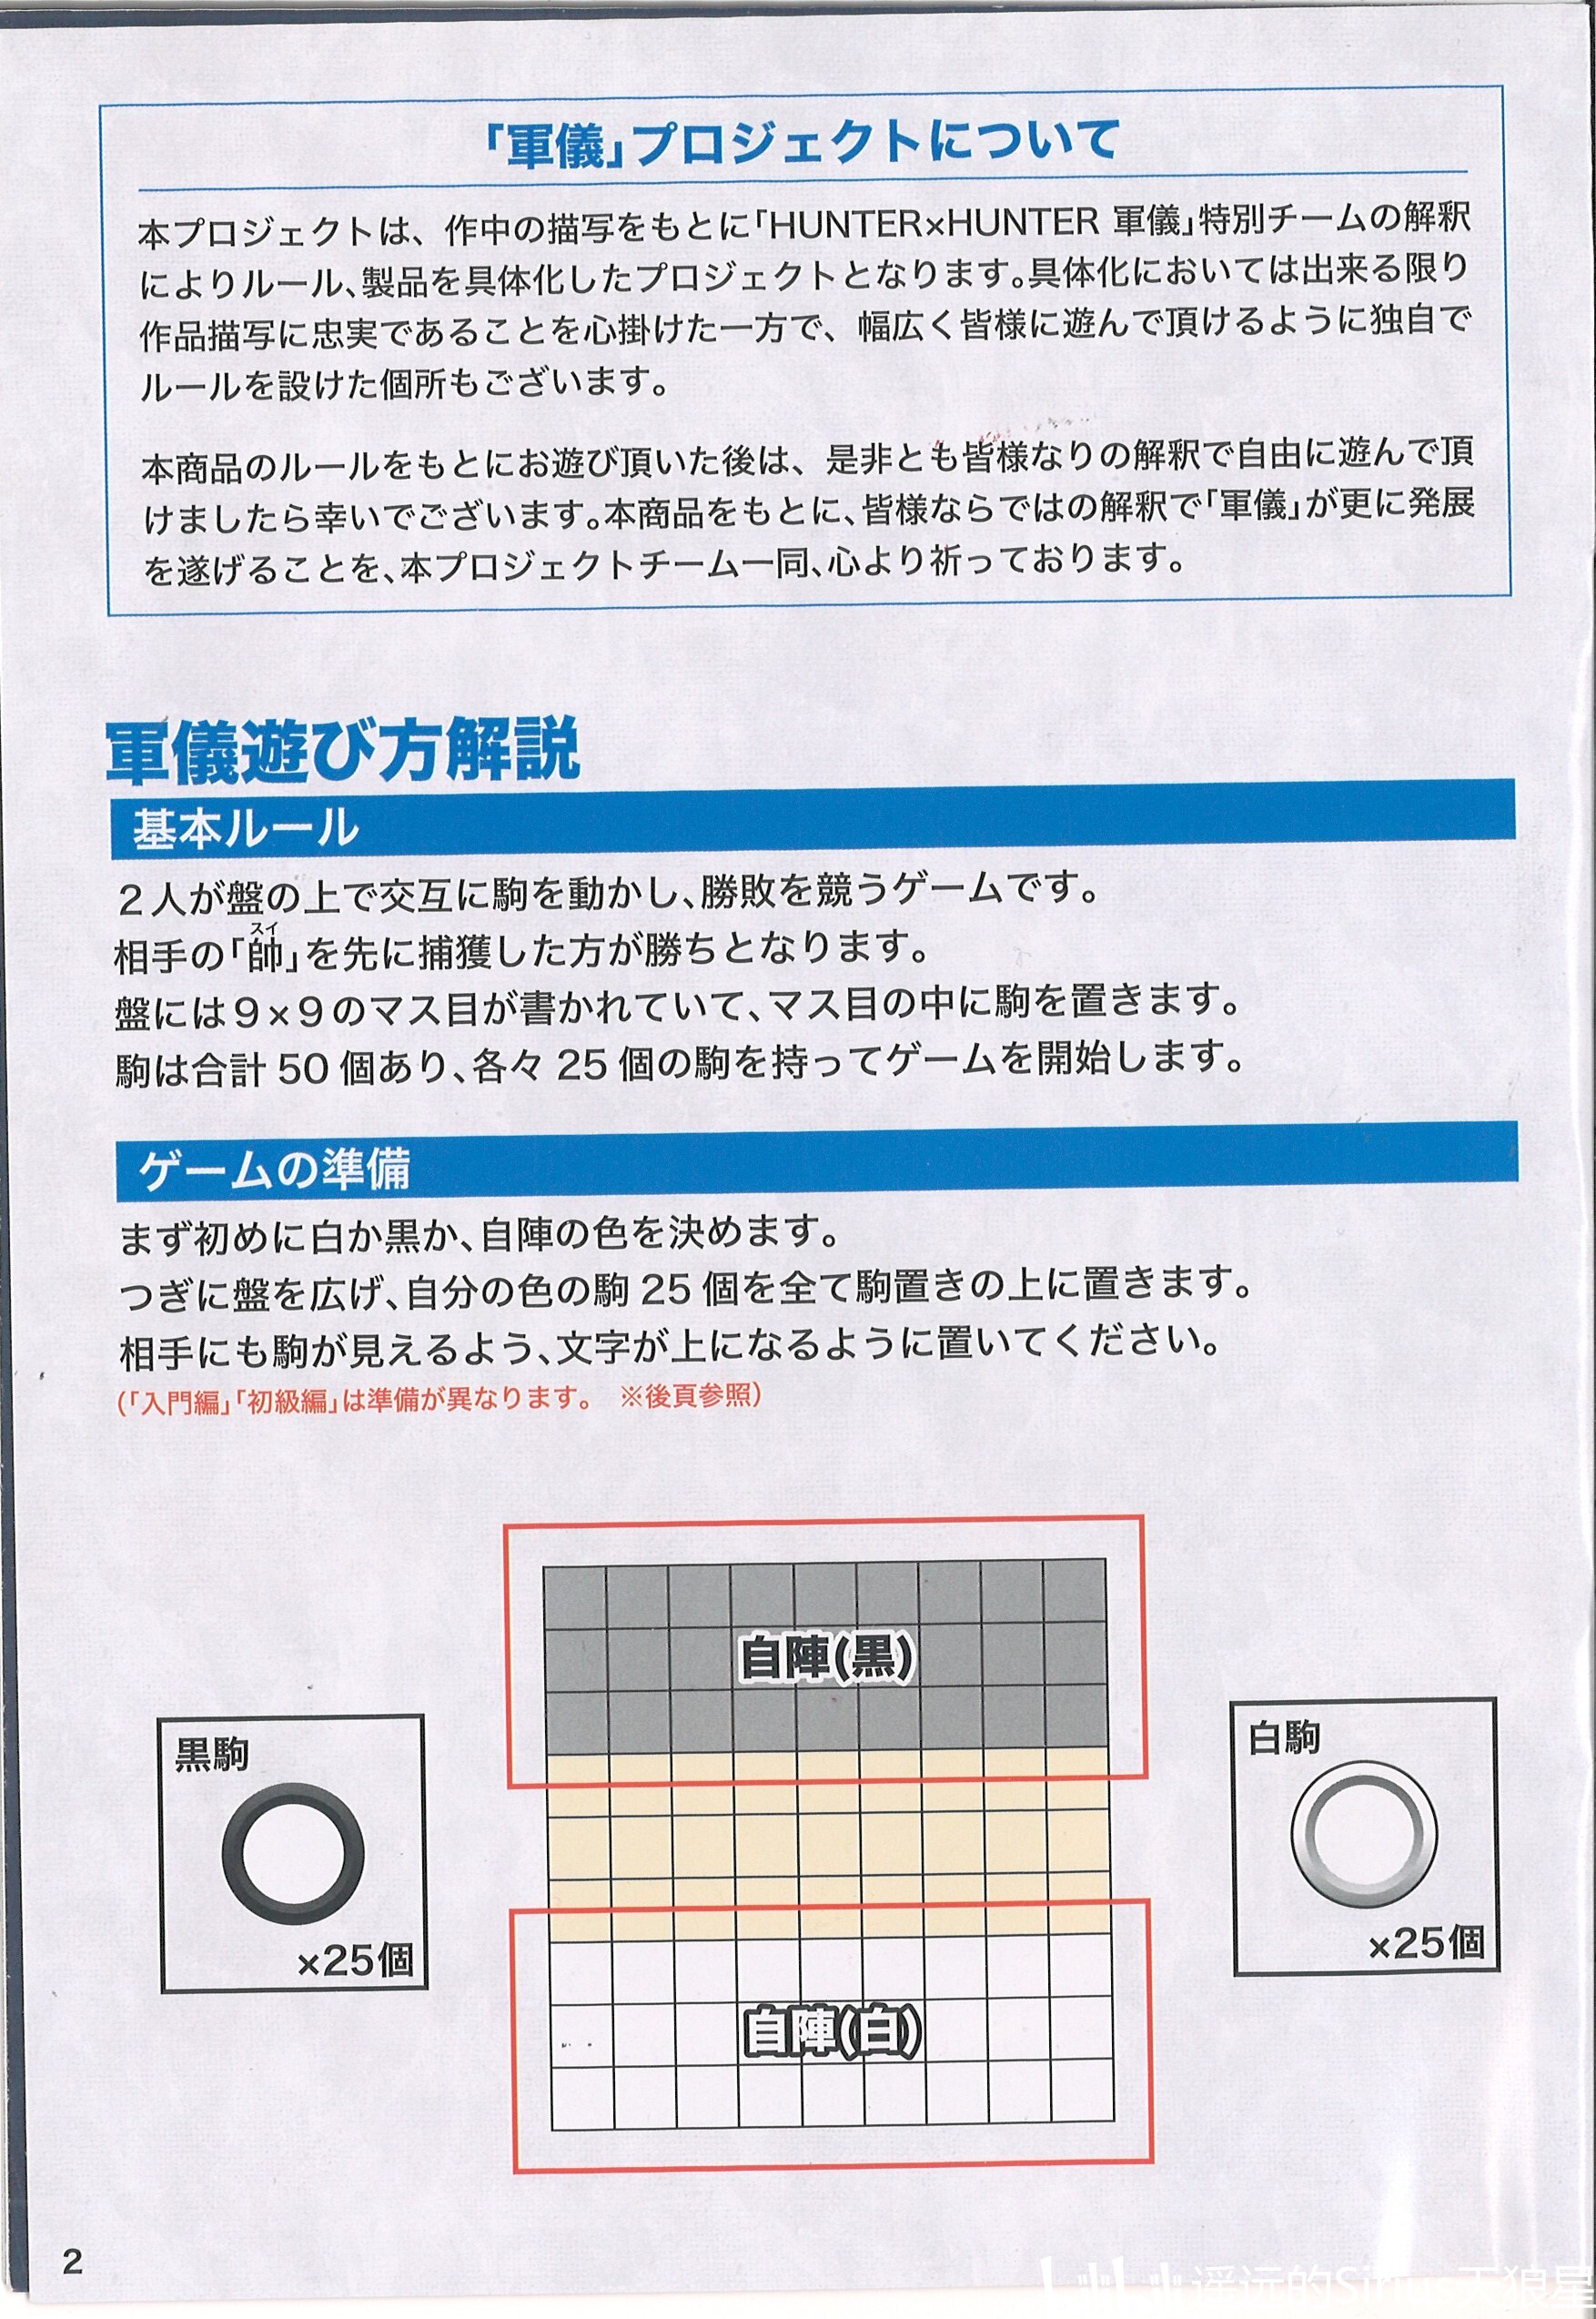 「軍儀」プロジェクトについて
本プロジェクトは、作中の描写をもとに「HUNTER×HUNTER 軍儀」特別チームの解釈
によりルール、製品を具体化したプロジェクトとなります。具体化においては出来る限り
作品描写に忠実であることを心掛けた一方で、幅広く皆様に遊んで頂けるように独自で
ルールを設けた個所もございます。
本商品のルールをもとにお遊び頂いた後は、是非とも皆様なりの解釈で自由に遊んで頂
けましたら幸いでございます。本商品をもとに、皆様ならではの解釈で「軍儀」が更に発展
を遂げることを、本プロジェクトチーム一同、心より祈っております。
軍儀遊び方解説
基本ルール
2人が盤の上で交互に駒を動かし、勝敗を競うゲームです。
スイ
相手の「帥」を先に捕獲した方が勝ちとなります。
盤には9×9のマス目が書かれていて、マス目の中に駒を置きます。
駒は合計 50 個あり、各々 25 個の駒を持ってゲームを開始します。
ゲームの準備
まず初めに白か黒か、自陣の色を決めます。
つぎに盤を広げ、自分の色の駒 25 個を全て駒置きの上に置きます。
相手にも駒が見えるよう、文字が上になるように置いてください。
(「入門編」「初級編」は準備が異なります。 ※後頁参照)
自陣(黒)
黒駒
×25個
白駒
×25個
自陣(白)
2
遥远的Sirius天狼星